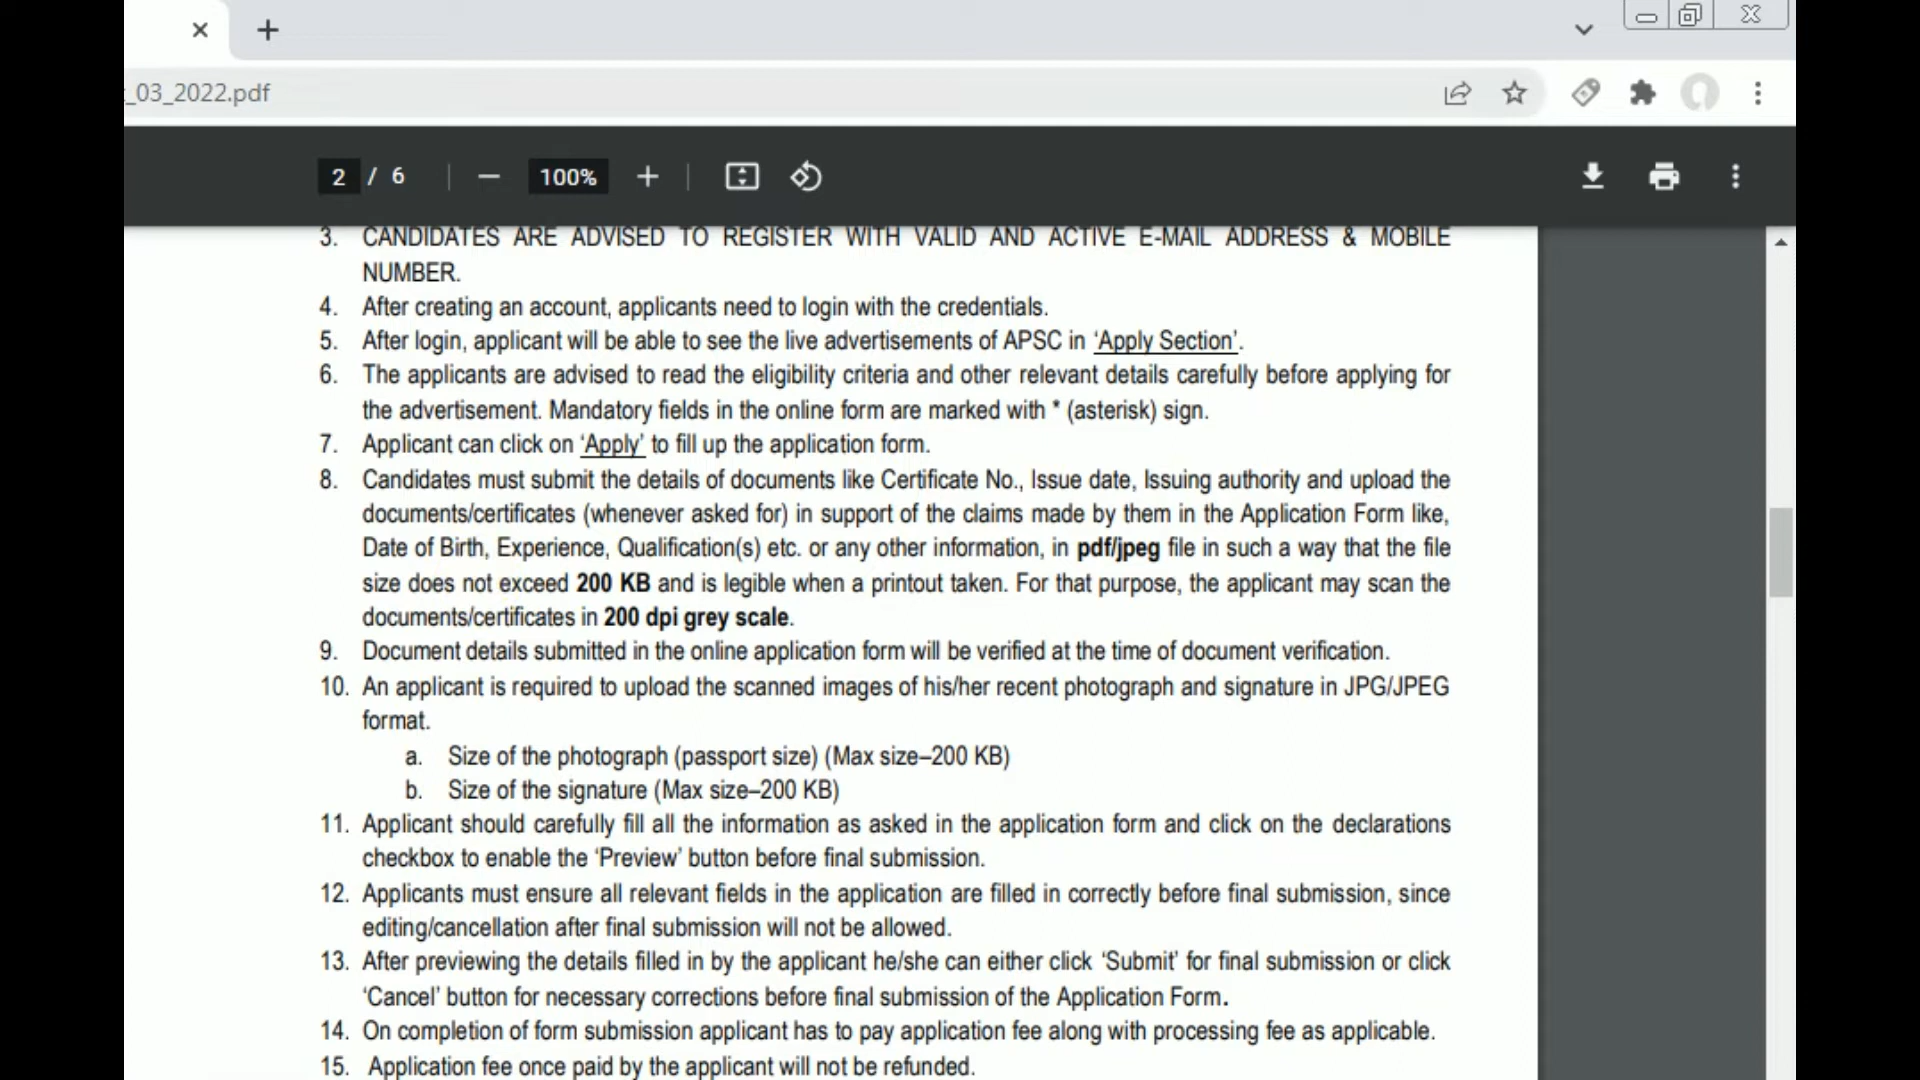 _03_2022.pdf
2 / 6
100%
3. CANDIDATES ARE ADVISED TO REGISTER WITH VALID AND ACTIVE E-MAIL ADDRESS & MOBILE
NUMBER.
4. After creating an account, applicants need to login with the credentials.
5. After login, applicant will be able to see the live advertisements of APSC in ‘Apply Section’.
6. The applicants are advised to read the eligibility criteria and other relevant details carefully before applying for
the advertisement. Mandatory fields in the online form are marked with * (asterisk) sign.
7. Applicant can click on ‘Apply’ to fill up the application form.
8. Candidates must submit the details of documents like Certificate No., Issue date, Issuing authority and upload the
documents/certificates (whenever asked for) in support of the claims made by them in the Application Form like,
Date of Birth, Experience, Qualification(s) etc. or any other information, in pdf/jpeg file in such a way that the file
size does not exceed 200 KB and is legible when a printout taken. For that purpose, the applicant may scan the
documents/certificates in 200 dpi grey scale.
9. Document details submitted in the online application form will be verified at the time of document verification.
10. An applicant is required to upload the scanned images of his/her recent photograph and signature in JPG/JPEG
format.
a. Size of the photograph (passport size) (Max size–200 KB)
b. Size of the signature (Max size–200 KB)
11. Applicant should carefully fill all the information as asked in the application form and click on the declarations
checkbox to enable the ‘Preview’ button before final submission.
12. Applicants must ensure all relevant fields in the application are filled in correctly before final submission, since
editing/cancellation after final submission will not be allowed.
13. After previewing the details filled in by the applicant he/she can either click ‘Submit’ for final submission or click
‘Cancel’ button for necessary corrections before final submission of the Application Form.
14. On completion of form submission applicant has to pay application fee along with processing fee as applicable.
15. Application fee once paid by the applicant will not be refunded.